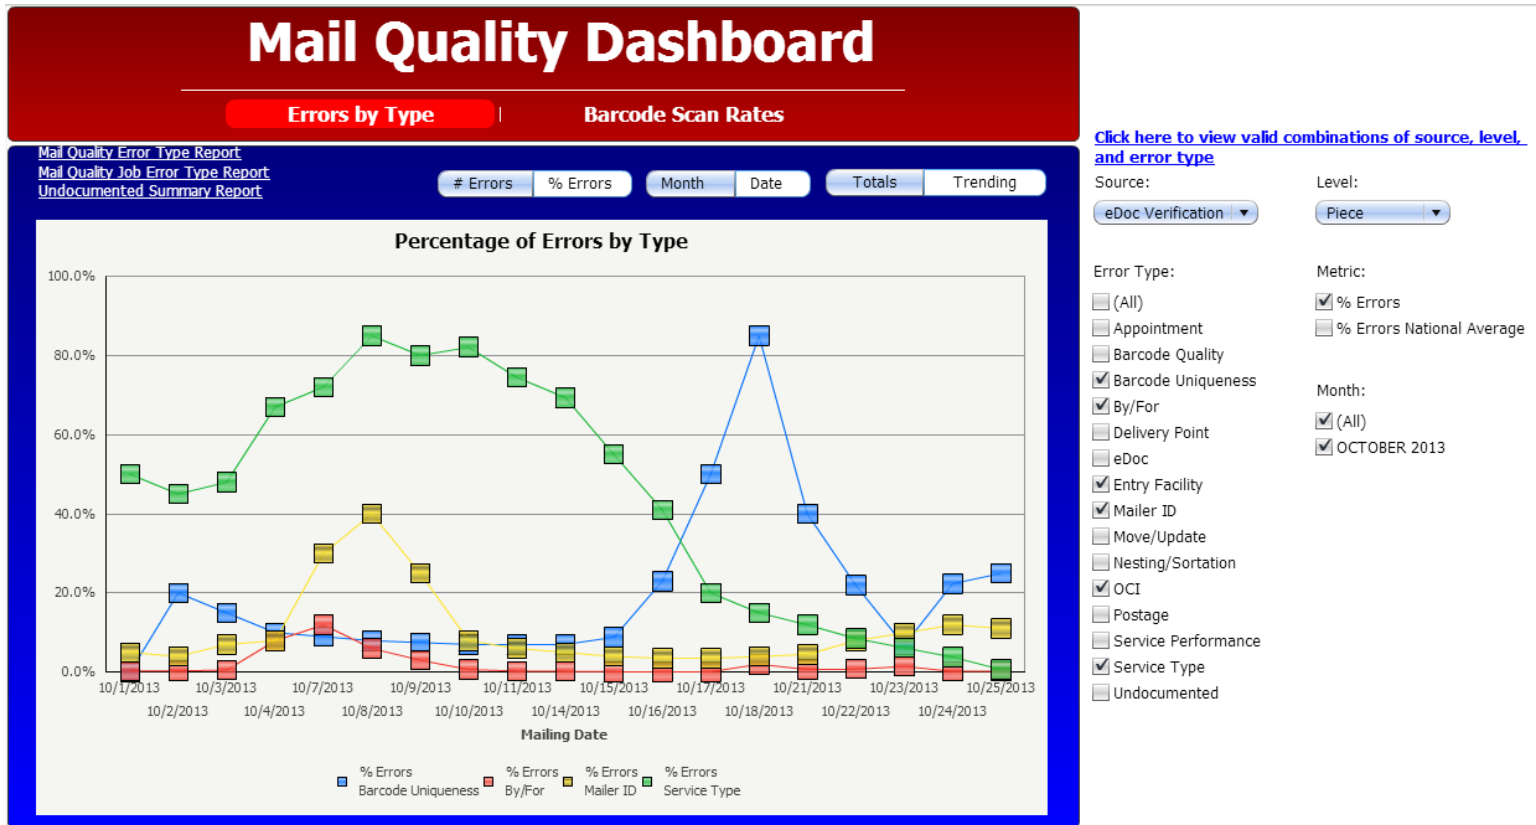 Mail Quality Dashboard
Errors by Type | Barcode Scan Rates
Mail Quality Error Type Report
Mail Quality Job Error Type Report
Undocumented Summary Report
# Errors % Errors Month Date Totals Trending
Percentage of Errors by Type
100.0%
80.0%
60.0%
40.0%
20.0%
0.0%
10/1/2013 10/3/2013 10/7/2013 10/9/2013 10/11/2013 10/15/2013 10/17/2013 10/21/2013 10/23/2013 10/25/2013
10/2/2013 10/4/2013 10/8/2013 10/10/2013 10/14/2013 10/16/2013 10/18/2013 10/22/2013 10/24/2013
Mailing Date
% Errors % Errors % Errors % Errors
Barcode Uniqueness By/For Mailer ID Service Type
Click here to view valid combinations of source, level,
and error type
Source: Level:
eDoc Verification Piece
Error Type: Metric:
(All) % Errors
Appointment % Errors National Average
Barcode Quality
Barcode Uniqueness Month:
By/For (All)
Delivery Point OCTOBER 2013
eDoc
Entry Facility
Mailer ID
Move/Update
Nesting/Sortation
OCI
Postage
Service Performance
Service Type
Undocumented